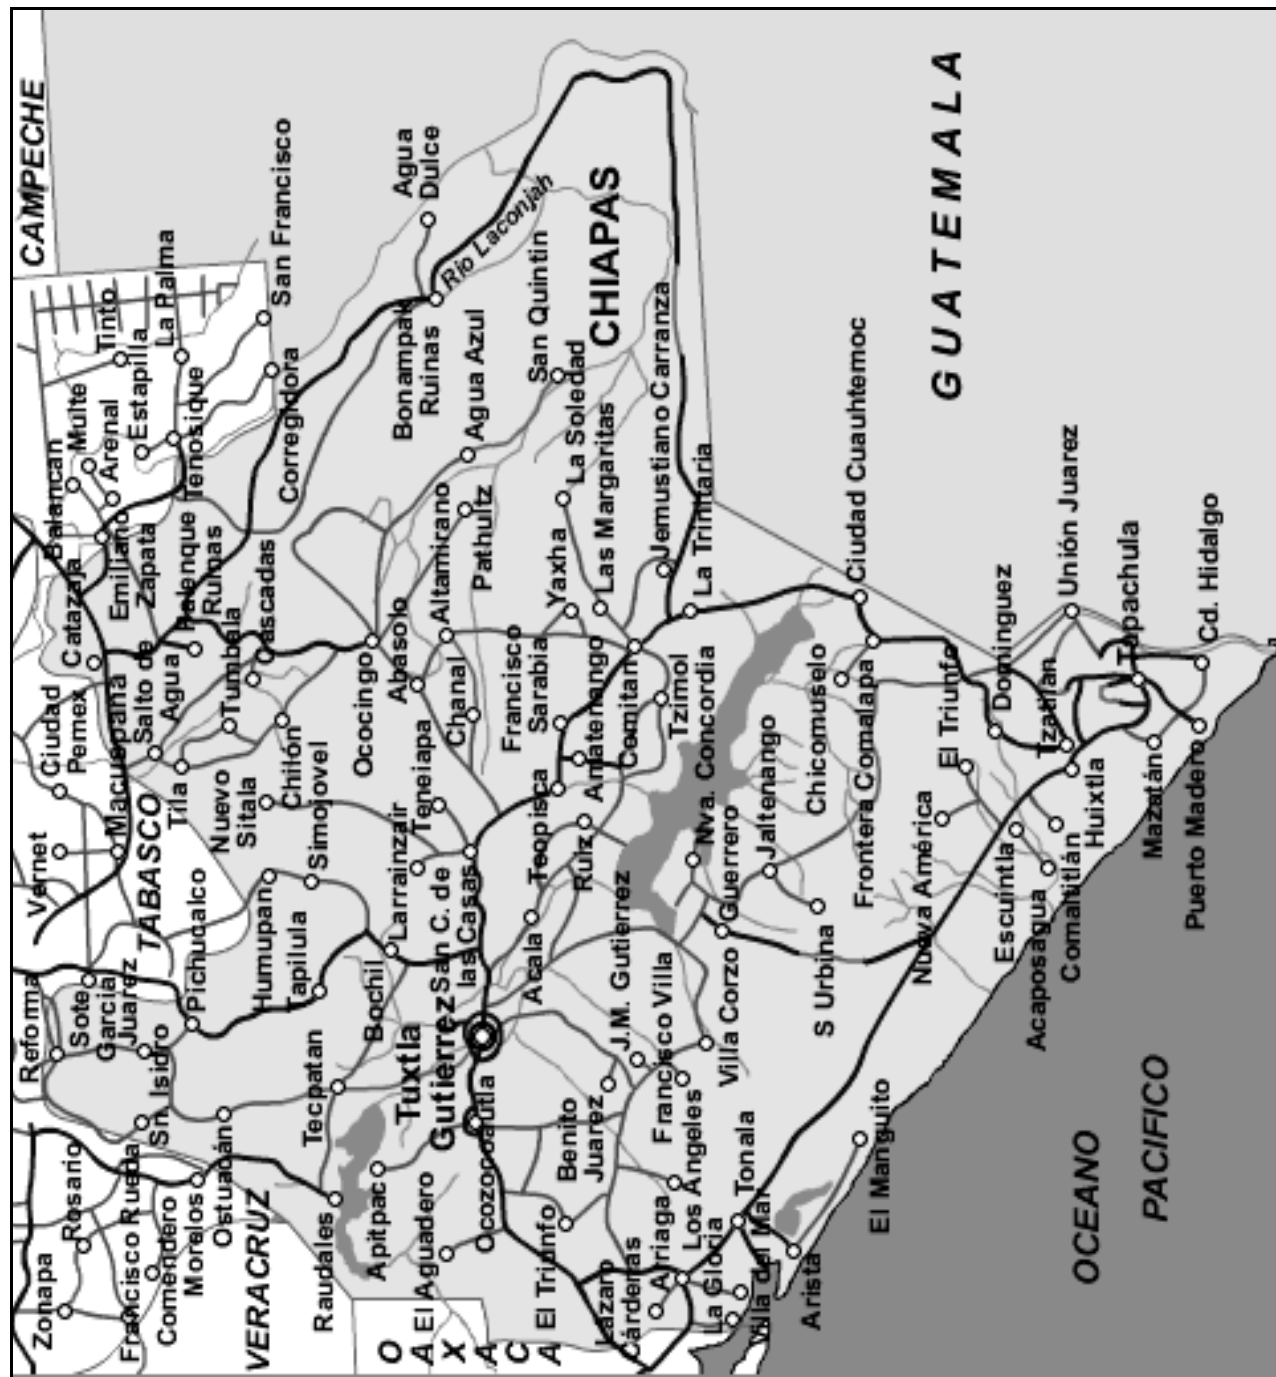 CAMPECHE
San Francisco
La Palma
Tinto
Estapilla
Multe
Arenal
Balancan
Tenosique
Corregidora
Agua
Dulce
Rio Laconjah
Bonampak
Ruinas
Agua Azul
San Quintin
CHIAPAS
La Soledad
Las Margaritas
Jemustiano Carranza
La Trinitaria
GUATEMALA
Ciudad Cuauhtemoc
Unión Juarez
Cd. Hidalgo
Tapachula
Catazaja
Emiliano
Zapata
Palenque
Ruinas
Cascadas
Tumbala
Salto de
Agua
Ciudad
Pemex
Macuspana
Vernet
TABASCO
Tila
Nuevo
Sitala
Chilón
Simojovel
Ococingo
Abasolo
Altamirano
Pathultz
Chanal
Teneiapa
Larrainzair
Yaxha
Francisco
Sarabia
Amatenango
Comitan
Tzimol
Teopisca
Ruiz
Nva. Concordia
Guerrero
Jaltenango
Chicomuselo
Frontera Comalapa
El Triunfo
Dominguez
Tzatlñan
Huixtla
Mazatán
Puerto Madero
Nueva América
Escuintla
Acaposagua
Comaltitlán
S Urbina
Villa Corzo
Francisco Villa
J.M. Gutierrez
Acala
San C. de
las Casas
Tuxtla
Gutierrez
Bochil
Tapilula
Humupan
Pichucalco
Reforma
Sote
Garcia
Juarez
Sn. Isidro
Ostuacán
Tecpatan
Ocozocoautla
Benito
Juarez
Los Angeles
Tonala
El Manguito
OCEANO
PACIFICO
Zonapa
Rosario
Francisco Rueda
Comendero
Morelos
VERACRUZ
Raudales
Apitpac
El Aguadero
El Triunfo
OAXACA
Lazaro
Cárdenas
Arriaga
La Gloria
Villa del Mar
Arista